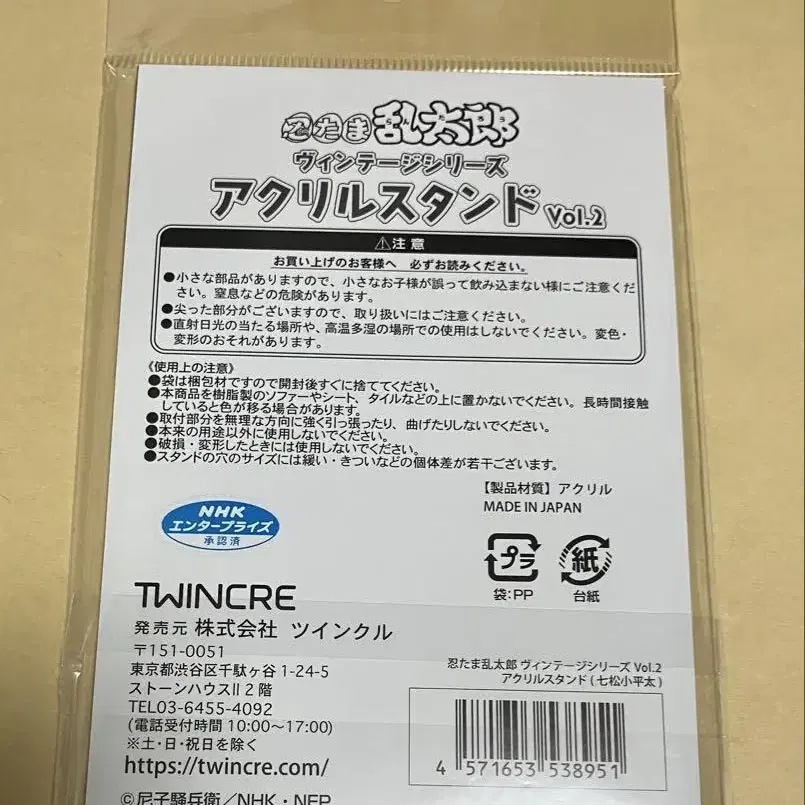 忍たま乱太郎
ヴィンテージシリーズ
アクリルスタンド Vol.2
⚠注意
お買い上げのお客様へ 必ずお読みください。
●小さな部品がありますので、小さなお子様が誤って飲み込まない様にご注意くだ
さい。窒息などの危険があります。
●尖った部分がございますので、取り扱いにはご注意ください。
●直射日光の当たる場所や、高温多湿の場所での使用はしないでください。変色・
変形のおそれがあります。
《使用上の注意》
●袋は梱包材ですので開封後すぐに捨ててください。
●本商品を樹脂製のソファーやシート、タイルなどの上に置かないでください。長時間接触
していると色が移る場合があります。
●取付部分を無理な方向に強く引っ張ったり、曲げたりしないでください。
●本来の用途以外に使用しないでください。
●破損・変形したときには使用しないでください。
●スタンドの穴のサイズには緩い・きついなどの個体差が若干ございます。
【製品材質】アクリル
MADE IN JAPAN
NHK
エンタープライズ
承認済
プラ
袋:PP
紙
台紙
TWINCRE
発売元 株式会社 ツインクル
〒151-0051
東京都渋谷区千駄ヶ谷1-24-5
ストーンハウスII 2階
TEL03-6455-4092
(電話受付時間 10:00〜17:00)
※土・日・祝日を除く
https://twincre.com/
©尼子騒兵衛/NHK・NEP
忍たま乱太郎 ヴィンテージシリーズ Vol.2
アクリルスタンド(七松小平太)
4 571653 538951